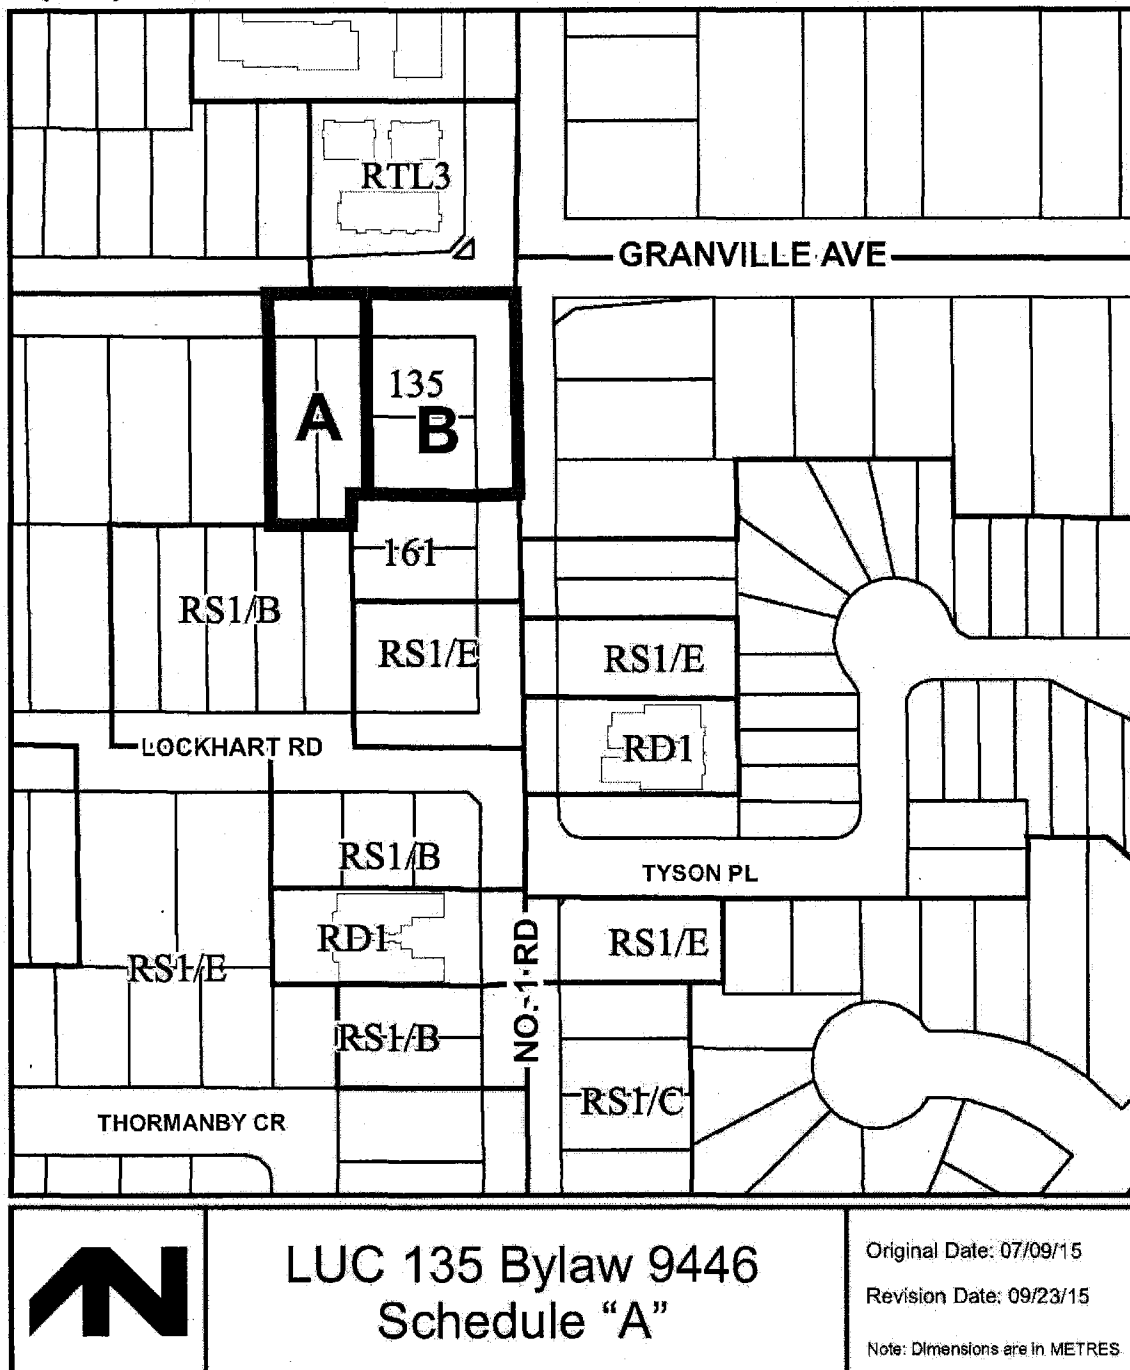 RTL3
GRANVILLE AVE
135
A
B
161
RS1/B
RS1/E
RS1/E
LOCKHART RD
RD1
RS1/B
TYSON PL
RD1
RS1/E
RS1/E
NO. 1 RD
RS1/B
RS1/C
THORMANBY CR
LUC 135 Bylaw 9446
Schedule “A”
Original Date: 07/09/15
Revision Date: 09/23/15
Note: Dimensions are in METRES